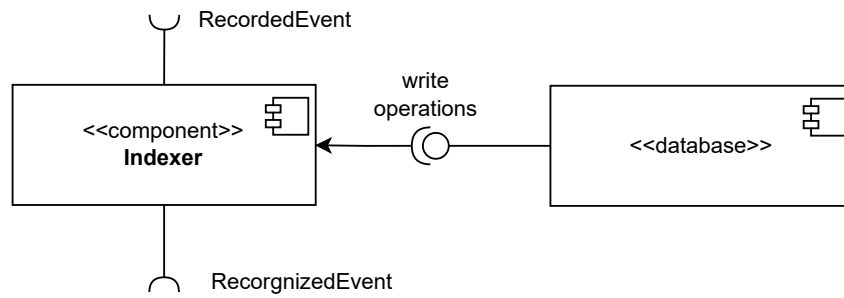 RecordedEvent
write
operations
<<component>>
Indexer
<<database>>
RecorgnizedEvent